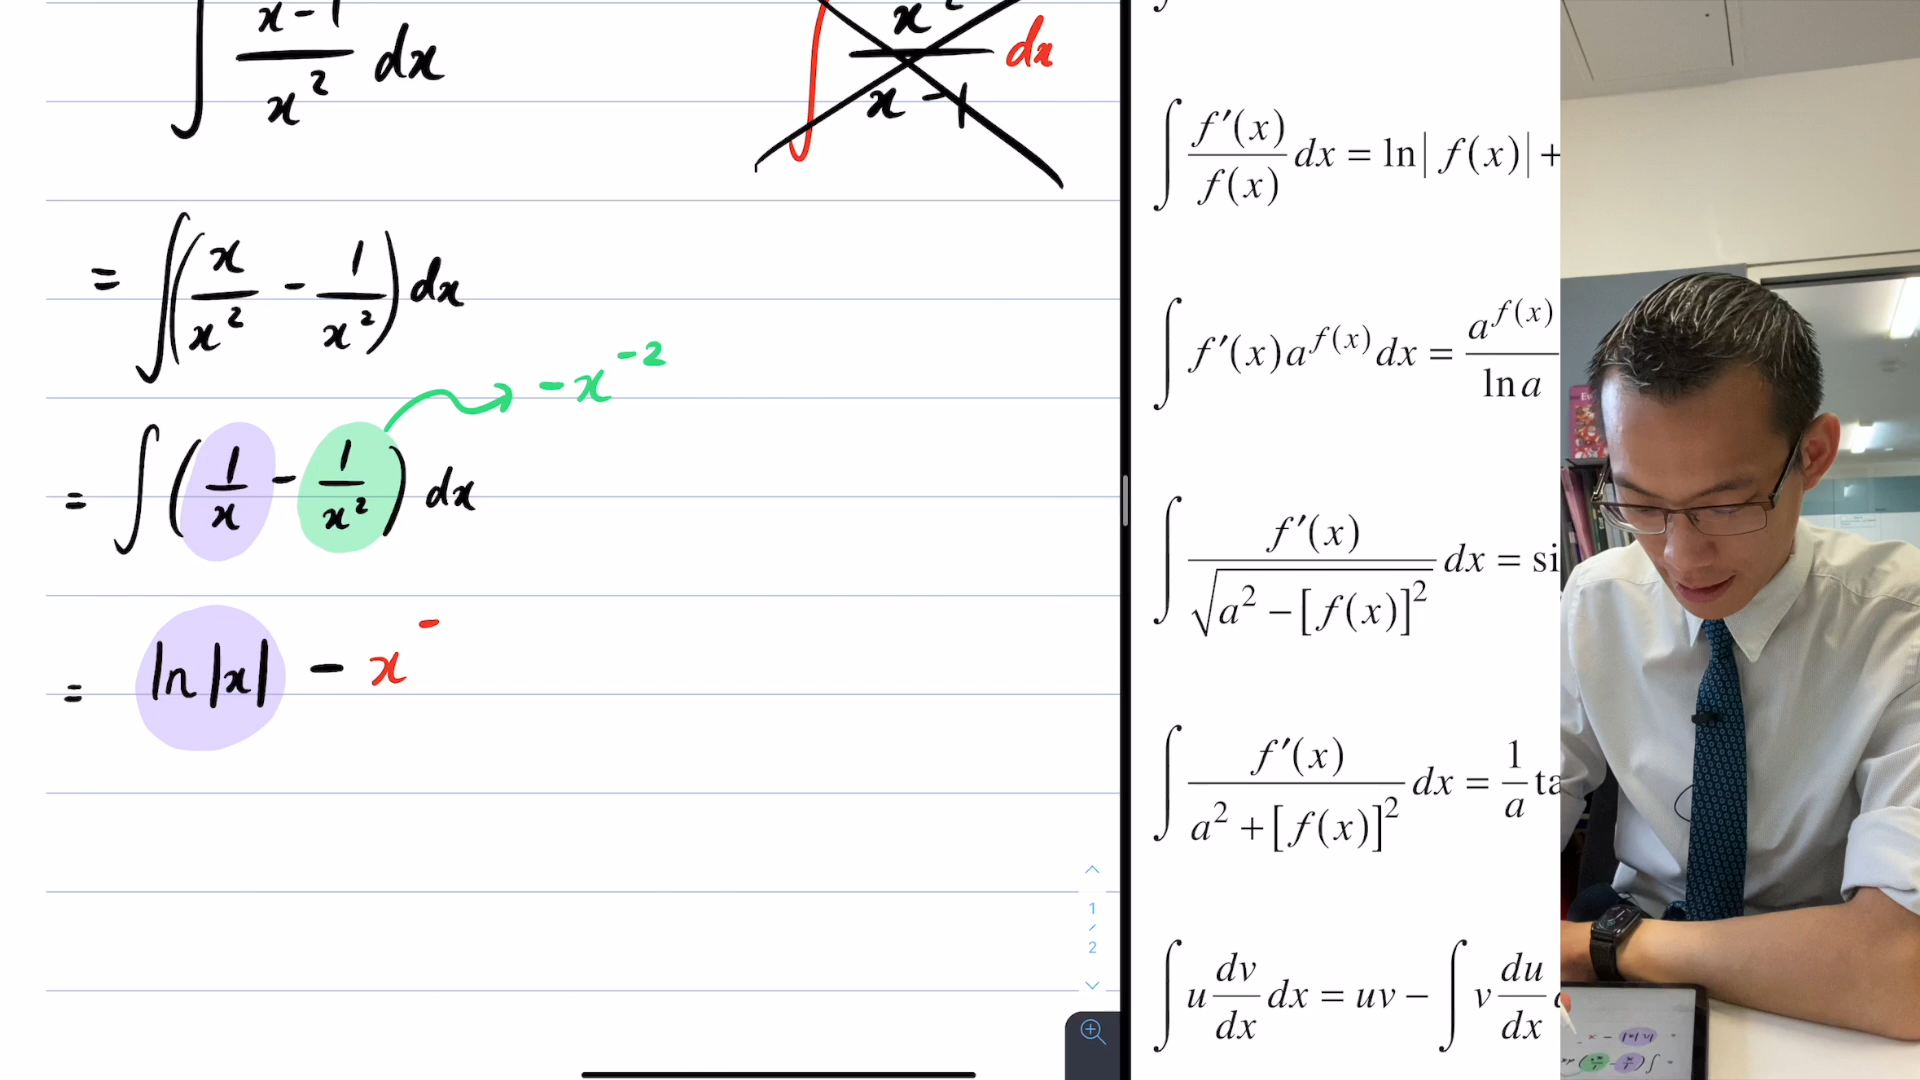 ∫ (x-1)/x² dx
∫ x²/(x-1) dx
= ∫(x/x² - 1/x²) dx
-x⁻²
= ∫(1/x - 1/x²) dx
= ln|x| - x⁻
1
/
2
∫ f′(x)/f(x) dx = ln|f(x)| +
∫ f′(x)a^f(x) dx = a^f(x)/ln a
∫ f′(x)/√(a² - [f(x)]²) dx = si
∫ f′(x)/(a² + [f(x)]²) dx = 1/a ta
∫ u dv/dx dx = uv - ∫ v du/dx